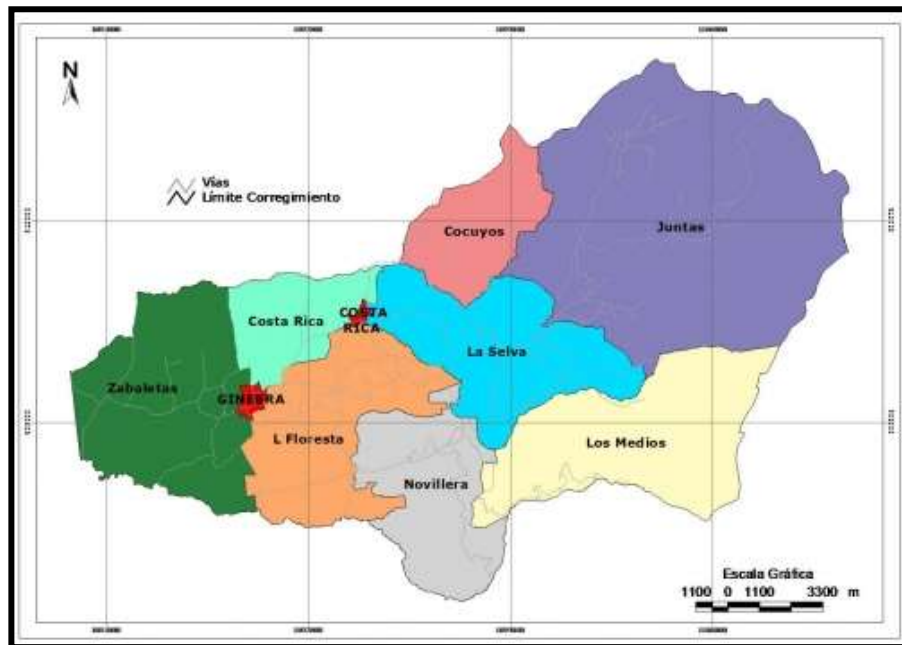 N
Vías
Límite Corregimiento
Cocuyos
Juntas
Costa Rica
COSTA
RICA
La Selva
Zabaletas
GINEBRA
L Floresta
Los Medios
Novillera
Escala Gráfica
1100 0 1100 3300 m